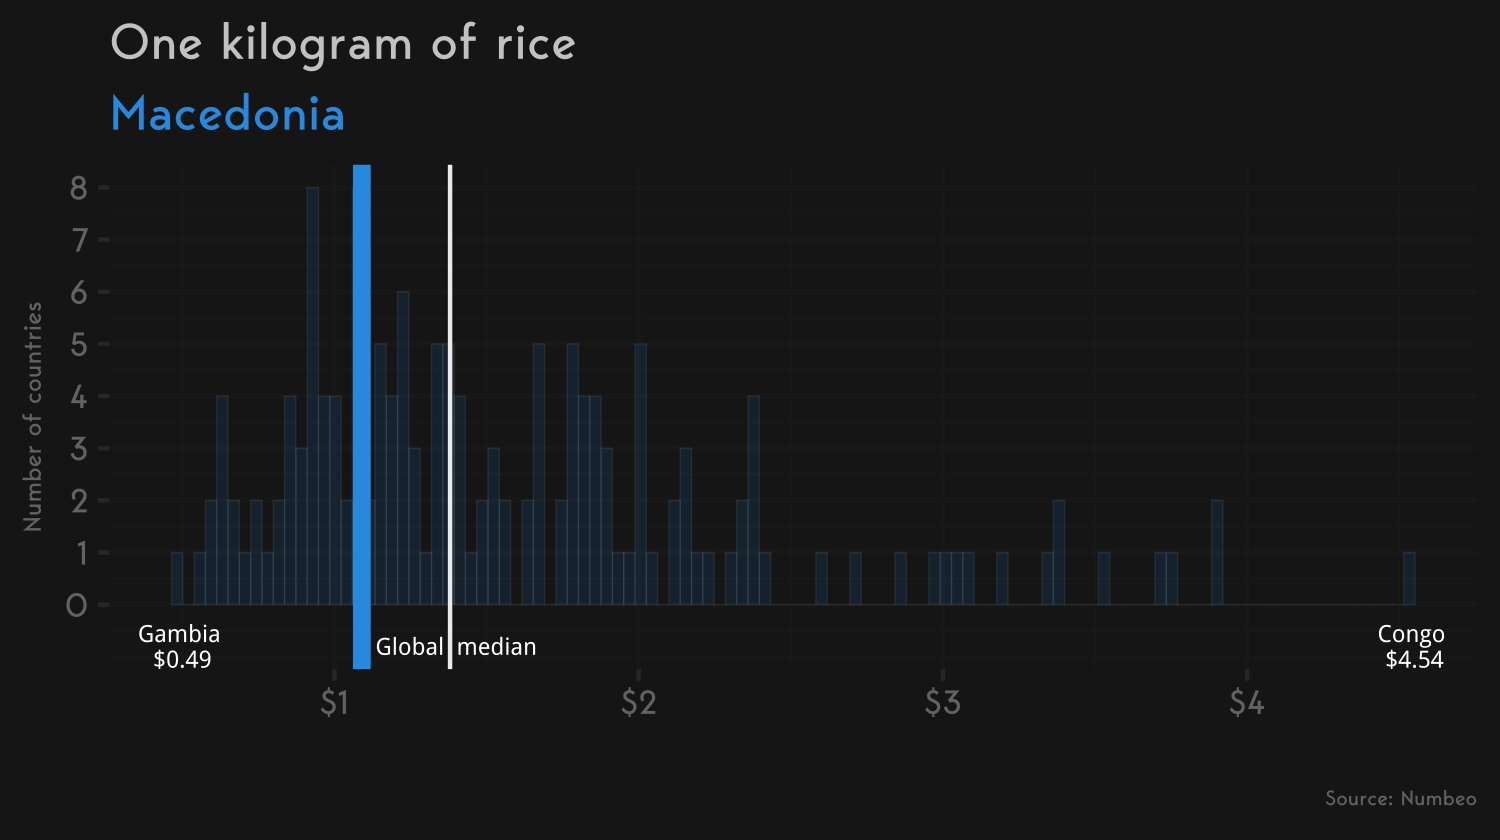 One kilogram of rice
Macedonia
Number of countries
8
7
6
5
4
3
2
1
0
Gambia
$0.49
Global median
Congo
$4.54
$1 $2 $3 $4
Source: Numbeo